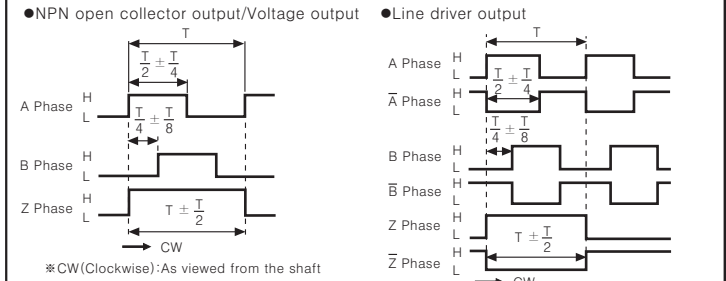 ●NPN open collector output/Voltage output
T
T/2 ± T/4
A Phase H L
T/4 ± T/8
B Phase H L
Z Phase H L
T ± T/2
CW
※CW(Clockwise):As viewed from the shaft
●Line driver output
T
A Phase H L
T/2 ± T/4
A̅ Phase H L
T/4 ± T/8
B Phase H L
B̅ Phase H L
Z Phase H L
T ± T/2
Z̅ Phase H L
CW